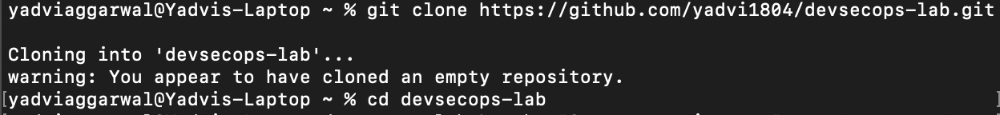 yadviaggarwal@Yadvis-Laptop ~ % git clone https://github.com/yadvi1804/devsecops-lab.git
Cloning into 'devsecops-lab'...
warning: You appear to have cloned an empty repository.
[yadviaggarwal@Yadvis-Laptop ~ % cd devsecops-lab ]